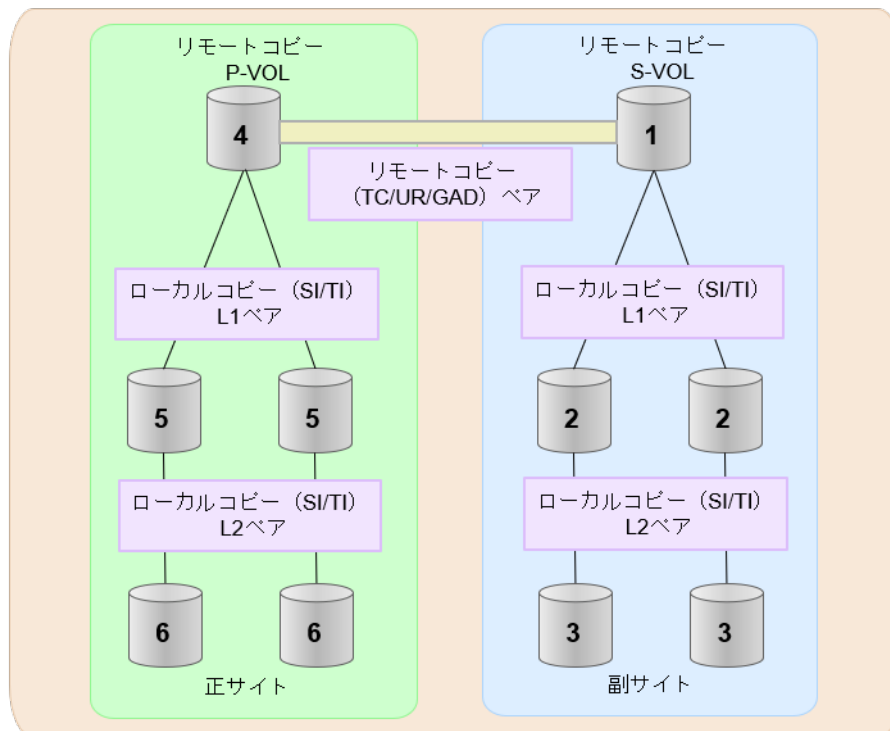 リモートコピー
P-VOL
リモートコピー
S-VOL
4
1
リモートコピー
（TC/UR/GAD）ペア
ローカルコピー（SI/TI）
L1ペア
ローカルコピー（SI/TI）
L1ペア
5
5
2
2
ローカルコピー（SI/TI）
L2ペア
ローカルコピー（SI/TI）
L2ペア
6
6
3
3
正サイト
副サイト